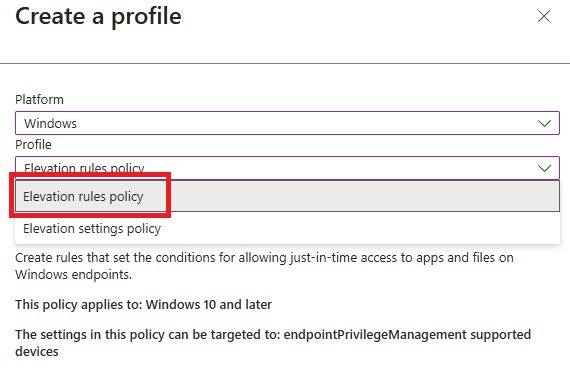 Create a profile
Platform
Windows
Profile
Elevation rules policy
Elevation rules policy
Elevation settings policy
Create rules that set the conditions for allowing just-in-time access to apps and files on
Windows endpoints.
This policy applies to: Windows 10 and later
The settings in this policy can be targeted to: endpointPrivilegeManagement supported
devices